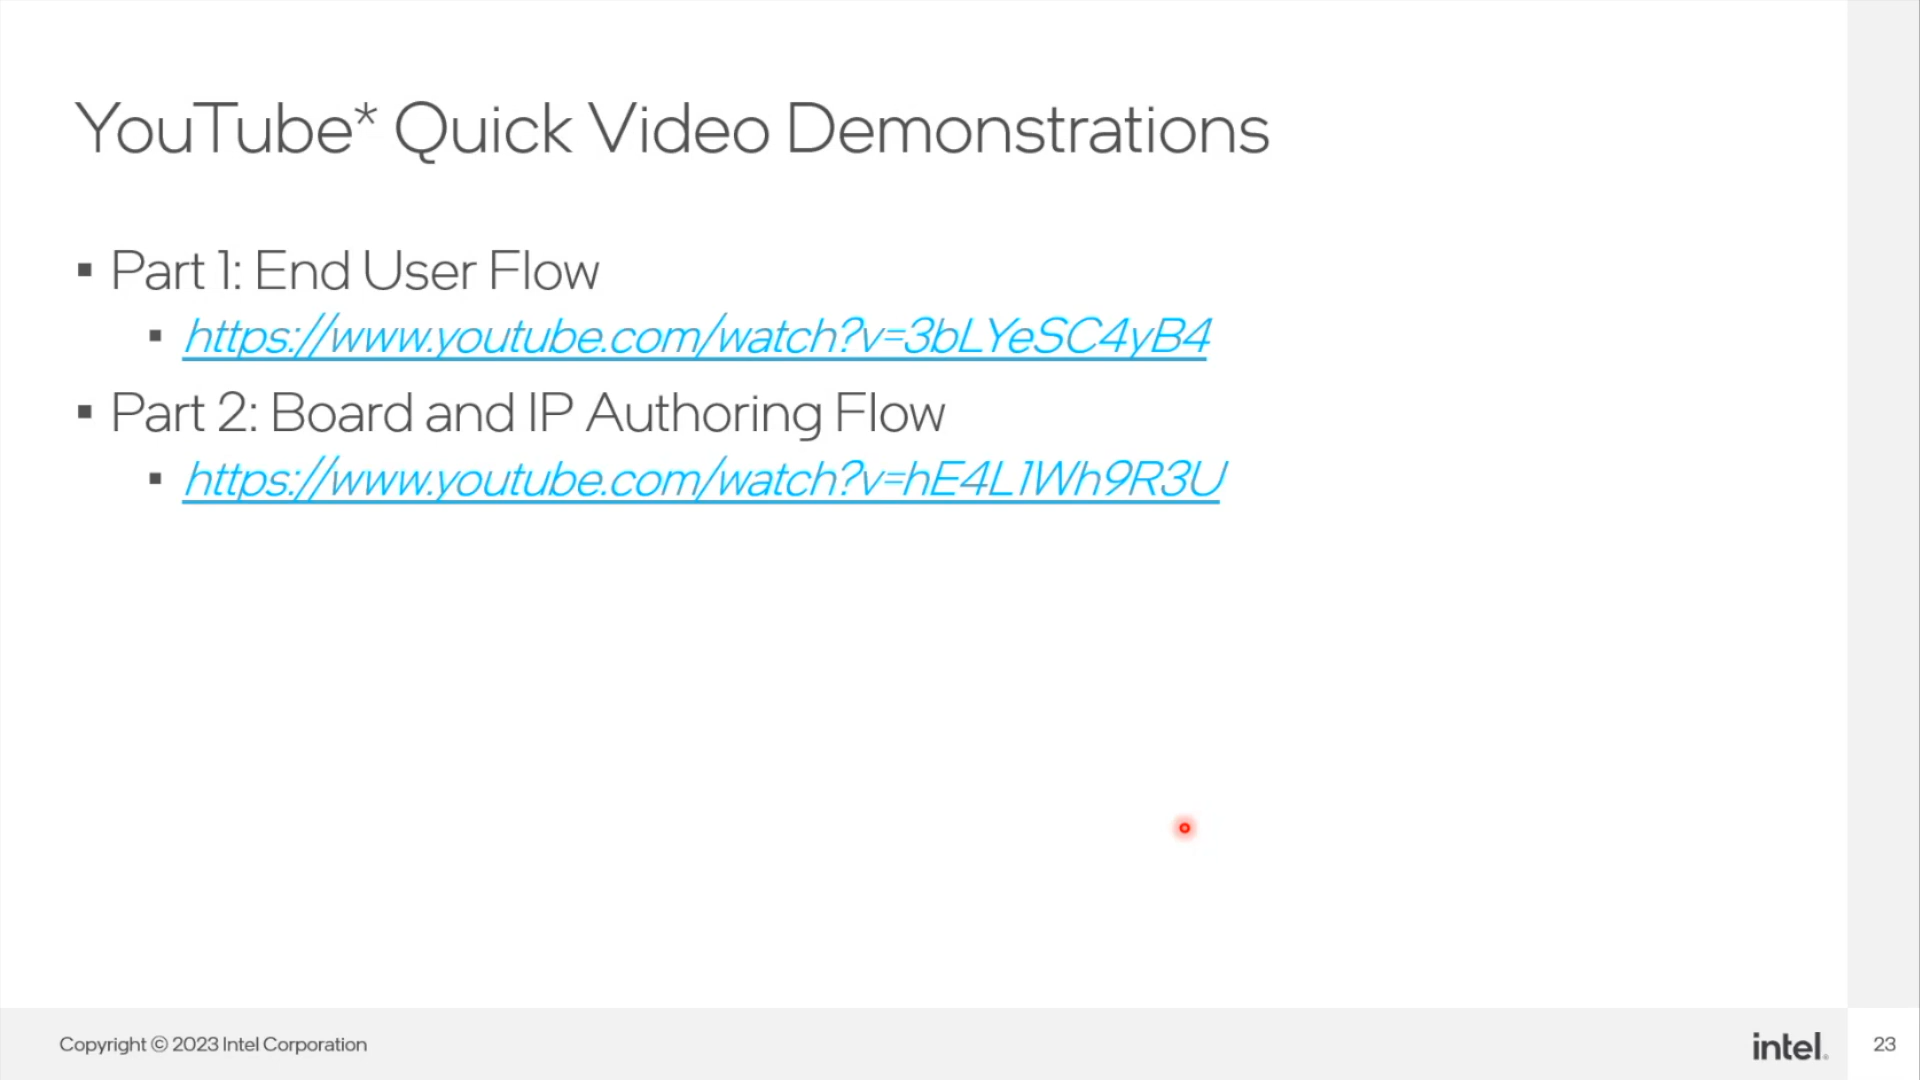 YouTube* Quick Video Demonstrations
▪ Part 1: End User Flow
▪ https://www.youtube.com/watch?v=3bLYeSC4yB4
▪ Part 2: Board and IP Authoring Flow
▪ https://www.youtube.com/watch?v=hE4L1Wh9R3U
Copyright © 2023 Intel Corporation
intel.
23